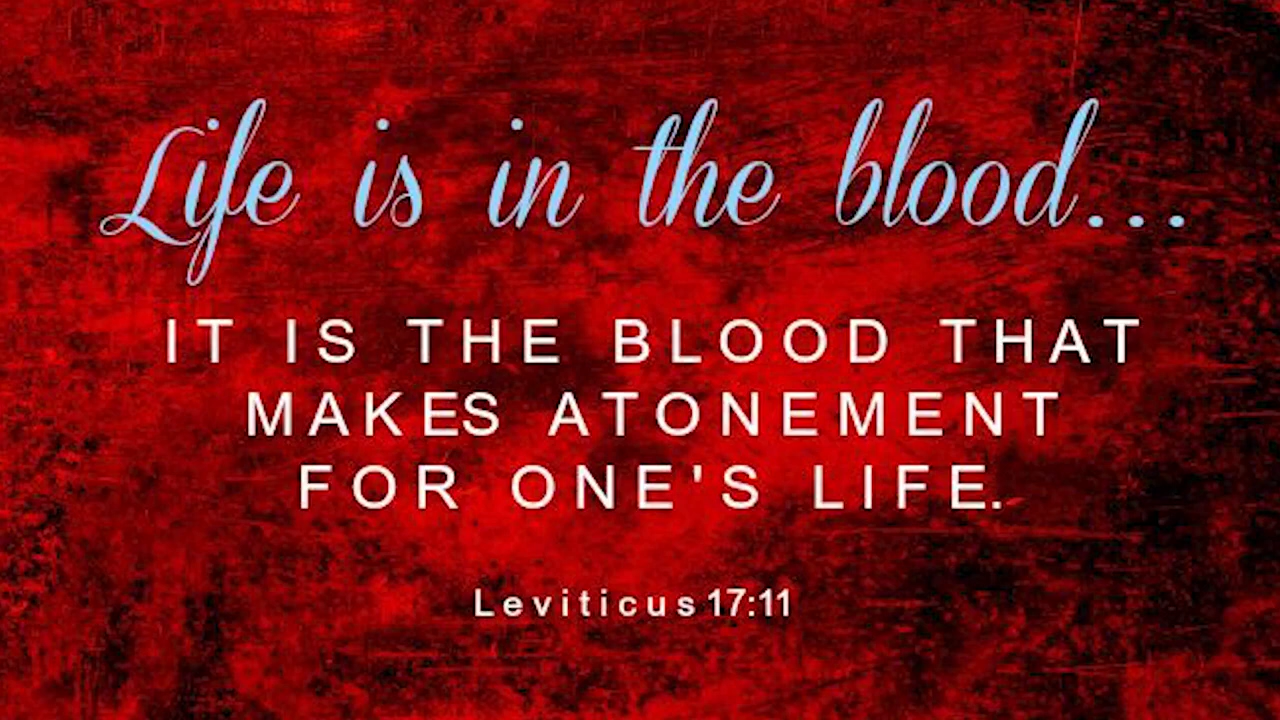 Life is in the blood...
IT IS THE BLOOD THAT
MAKES ATONEMENT
FOR ONE'S LIFE.
Leviticus 17:11